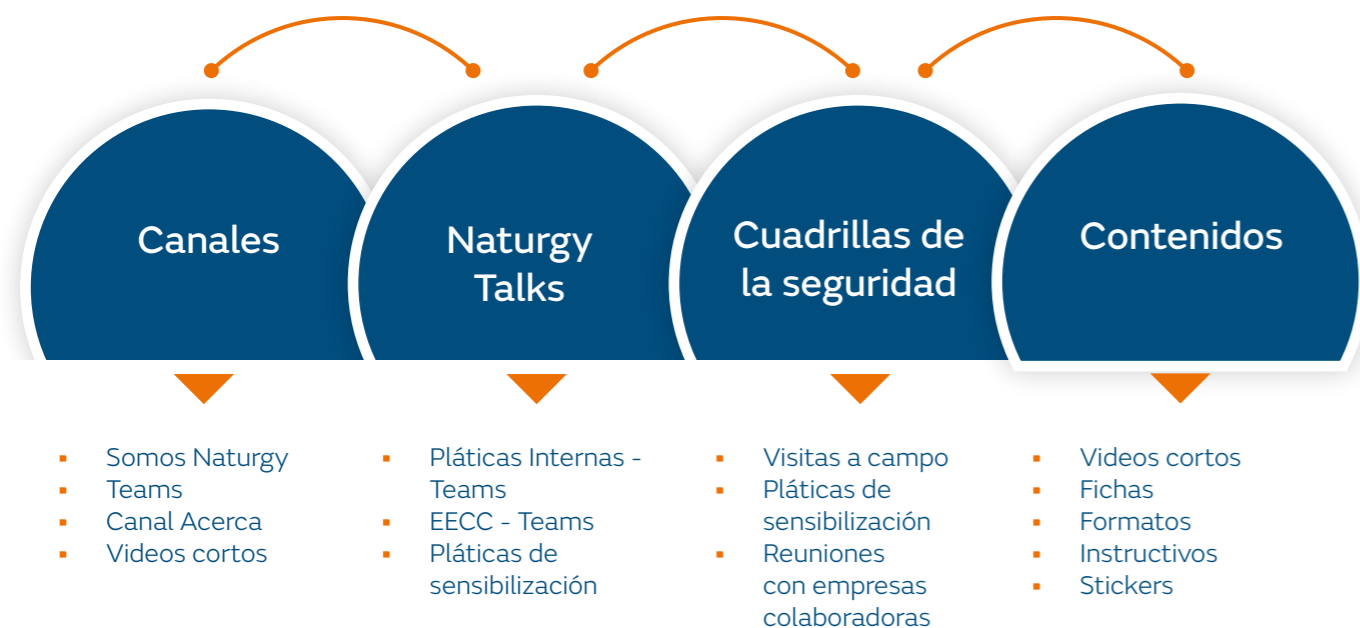 Canales
Naturgy
Talks
Cuadrillas de
la seguridad
Contenidos
Somos Naturgy
Teams
Canal Acerca
Videos cortos
Pláticas Internas -
Teams
EECC - Teams
Pláticas de
sensibilización
Visitas a campo
Pláticas de
sensibilización
Reuniones
con empresas
colaboradoras
Videos cortos
Fichas
Formatos
Instructivos
Stickers